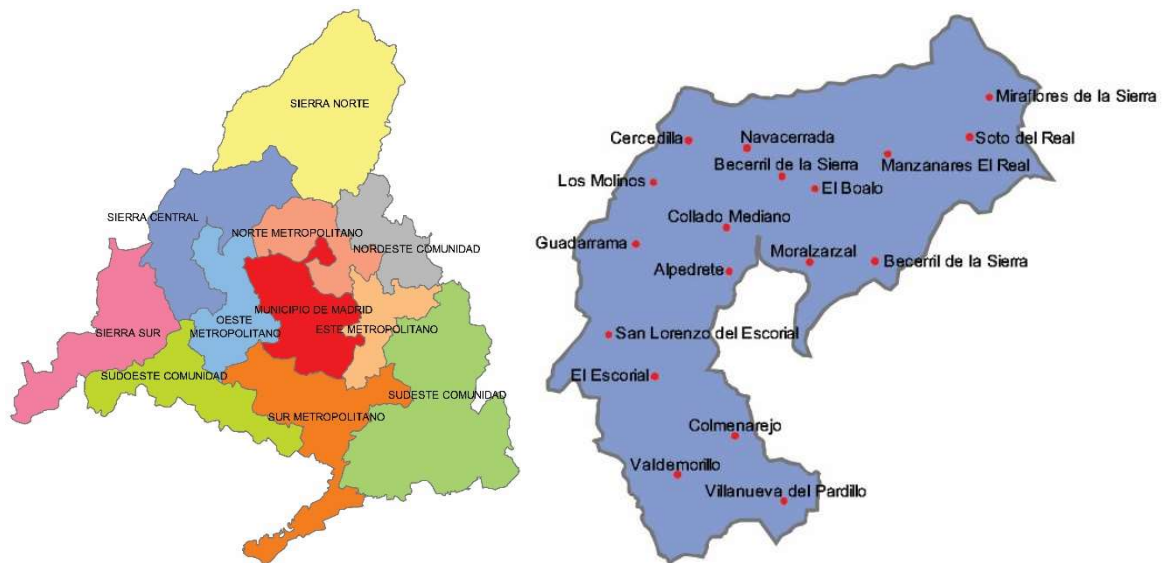 SIERRA NORTE
SIERRA CENTRAL
NORTE METROPOLITANO
NORDESTE COMUNIDAD
MUNICIPIO DE MADRID
OESTE
METROPOLITANO
ESTE METROPOLITANO
SIERRA SUR
SUDOESTE COMUNIDAD
SUDESTE COMUNIDAD
SUR METROPOLITANO
Miraflores de la Sierra
Cercedilla
Navacerrada
Soto del Real
Becerril de la Sierra
Manzanares El Real
Los Molinos
El Boalo
Collado Mediano
Guadarrama
Moralzarzal
Becerril de la Sierra
Alpedrete
San Lorenzo del Escorial
El Escorial
Colmenarejo
Valdemorillo
Villanueva del Pardillo